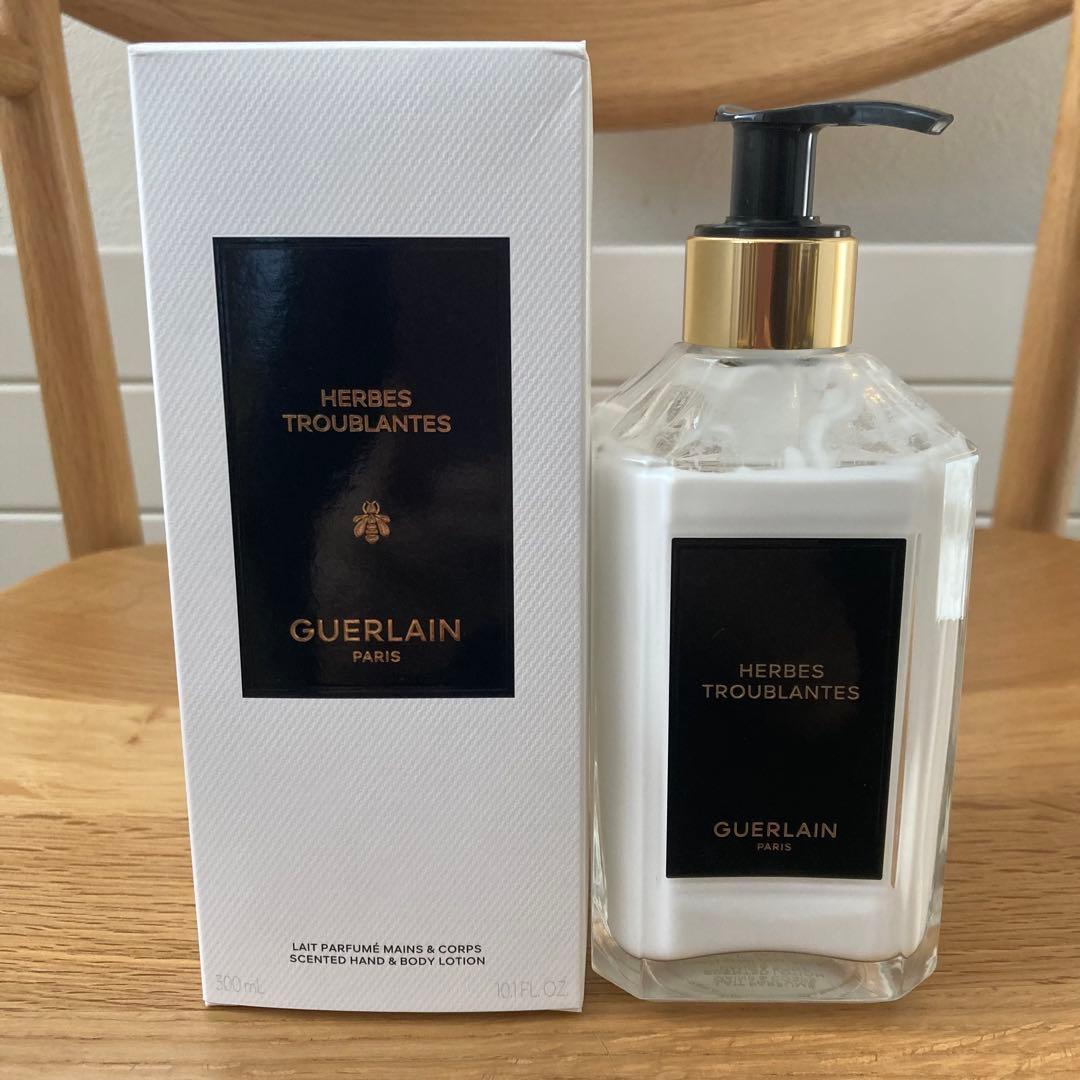 HERBES
TROUBLANTES
GUERLAIN
PARIS
LAIT PARFUMÉ MAINS & CORPS
SCENTED HAND & BODY LOTION
300 mL
10.1 FL. OZ.
HERBES
TROUBLANTES
GUERLAIN
PARIS